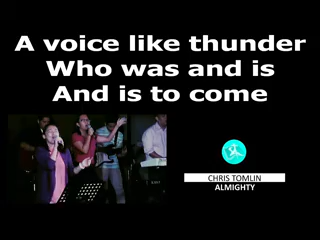 A voice like thunder
Who was and is
And is to come
CHRIS TOMLIN
ALMIGHTY